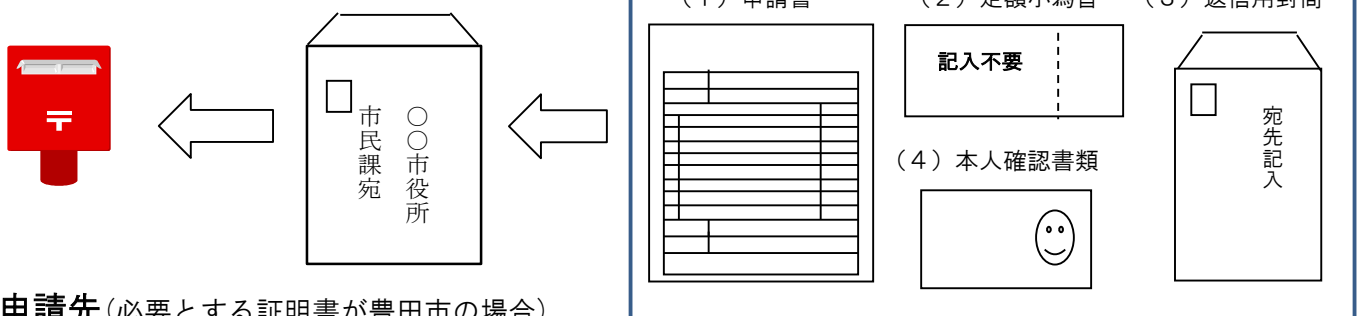 (1)申請書
(2)定額小為替
(3)返信用封筒
記入不要
〒
〇〇市役所
市民課宛
宛先記入
(4)本人確認書類
申請先(必要とする証明書が豊田市の場合)